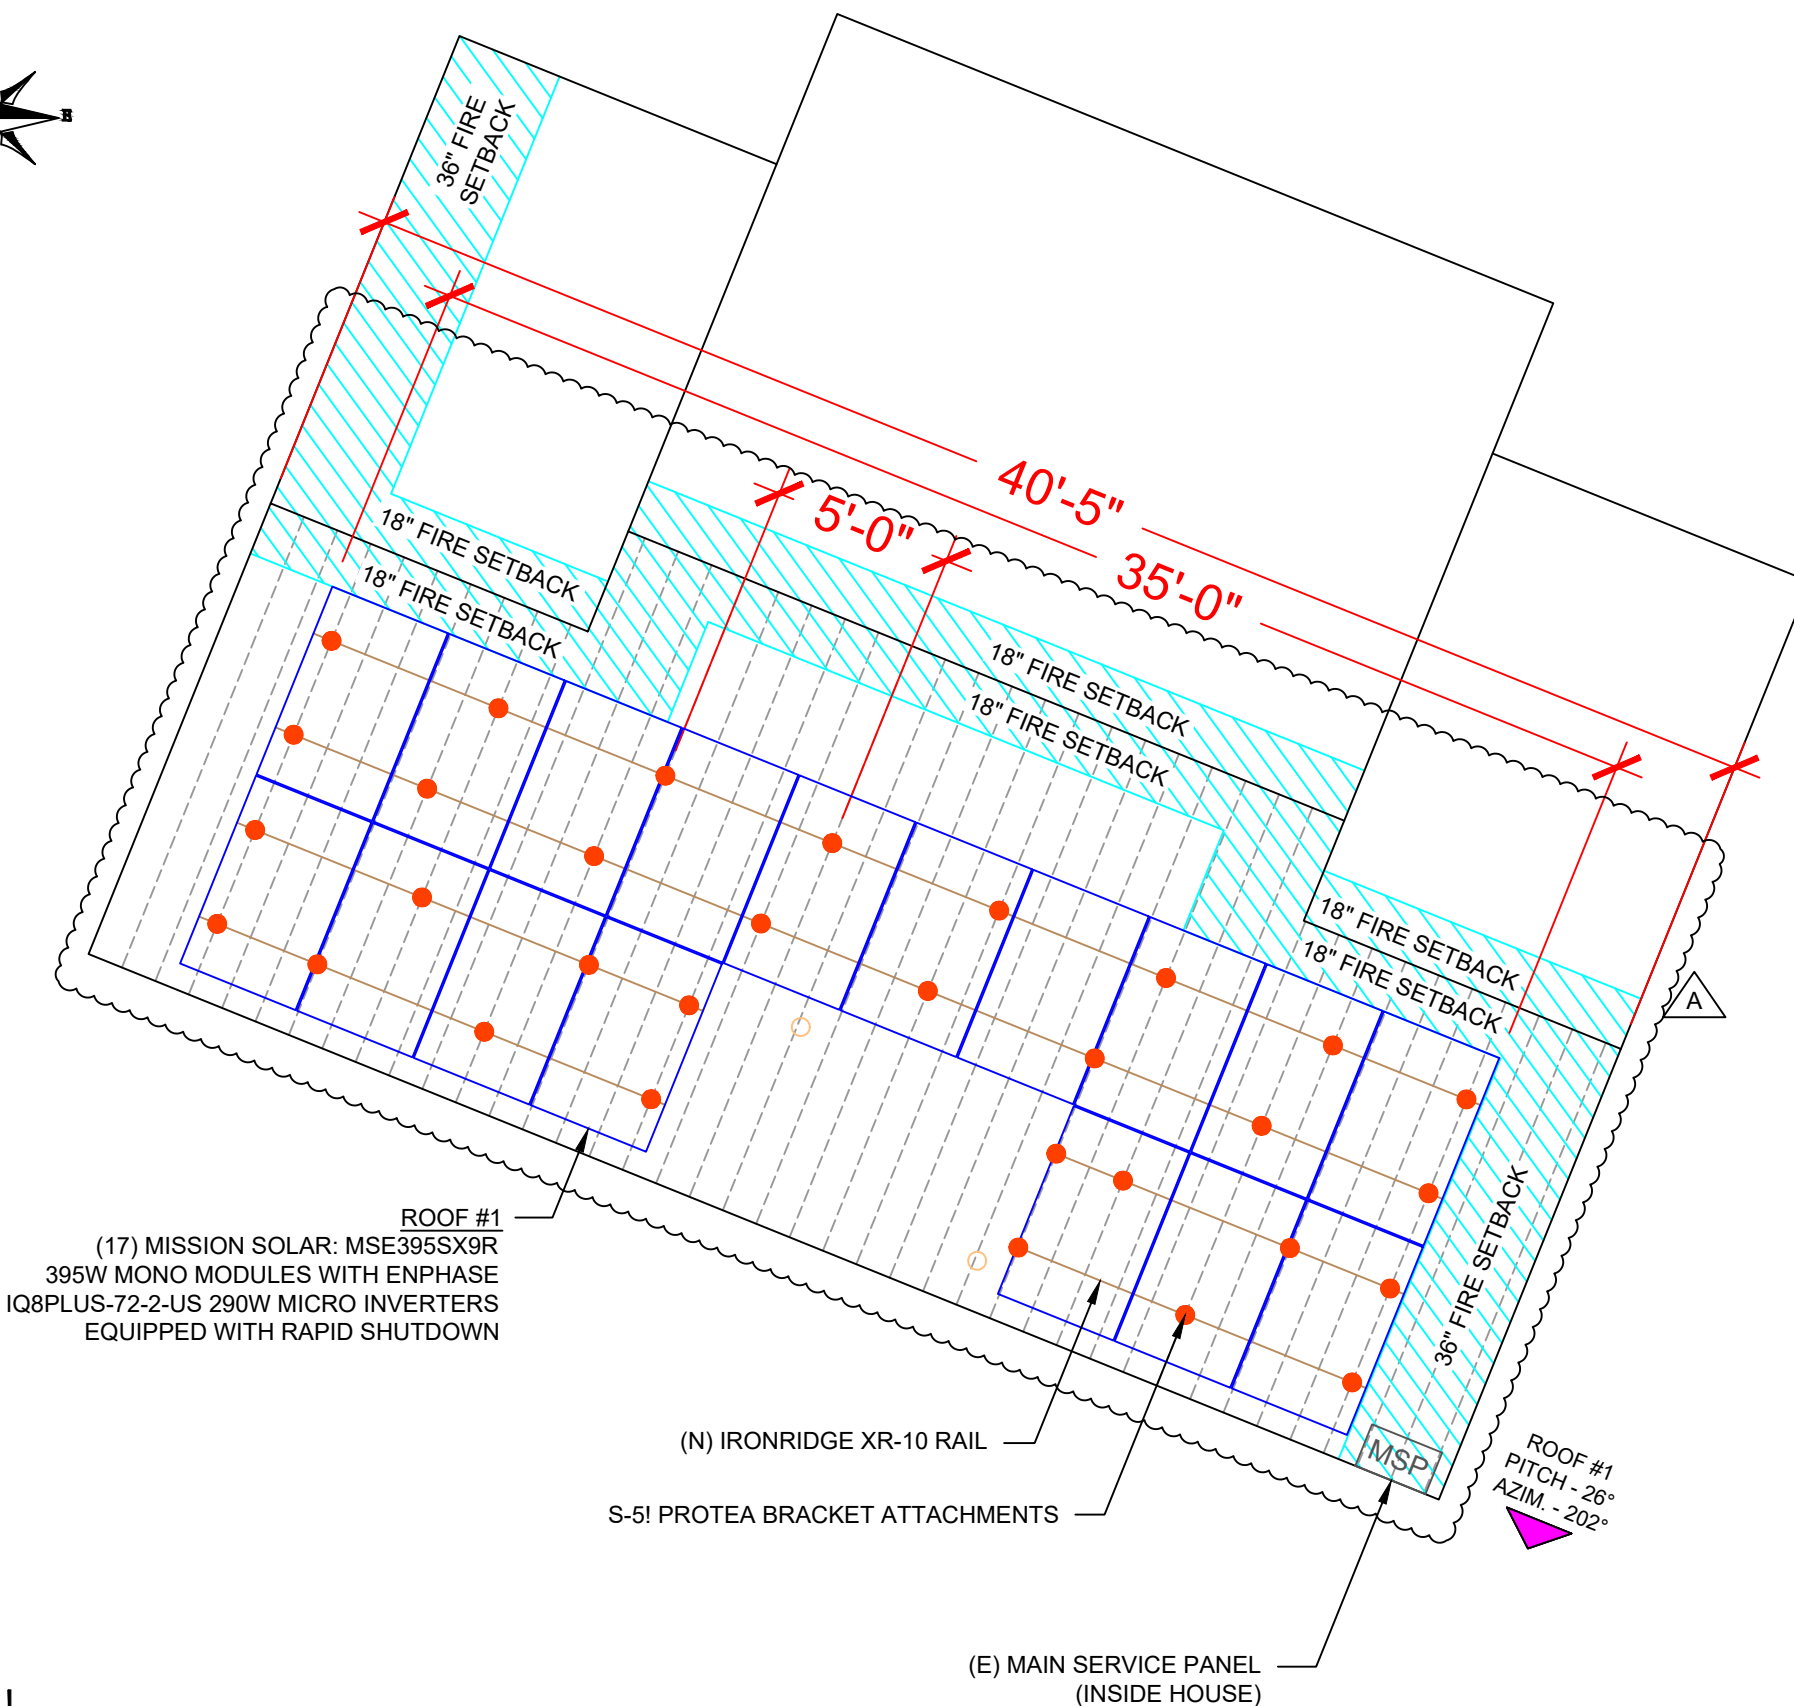 36" FIRE
SETBACK
40'-5"
5'-0"
35'-0"
18" FIRE SETBACK
18" FIRE SETBACK
18" FIRE SETBACK
18" FIRE SETBACK
18" FIRE SETBACK
18" FIRE SETBACK
A
36" FIRE SETBACK
ROOF #1
(17) MISSION SOLAR: MSE395SX9R
395W MONO MODULES WITH ENPHASE
IQ8PLUS-72-2-US 290W MICRO INVERTERS
EQUIPPED WITH RAPID SHUTDOWN
(N) IRONRIDGE XR-10 RAIL
MSP
ROOF #1
PITCH - 26°
AZIM. - 202°
S-5! PROTEA BRACKET ATTACHMENTS
(E) MAIN SERVICE PANEL
(INSIDE HOUSE)